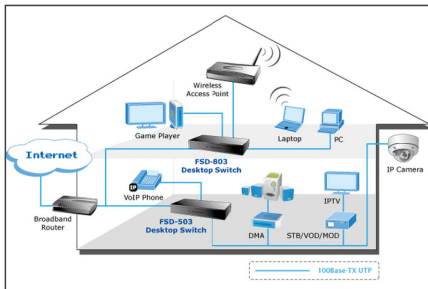 Wireless
Access Point
Game Player
Laptop
PC
FSD-803
Desktop Switch
Internet
IP Camera
IP
VoIP Phone
IPTV
Broadband
Router
FSD-503
Desktop Switch
DMA
STB/VOD/MOD
100Base-TX UTP